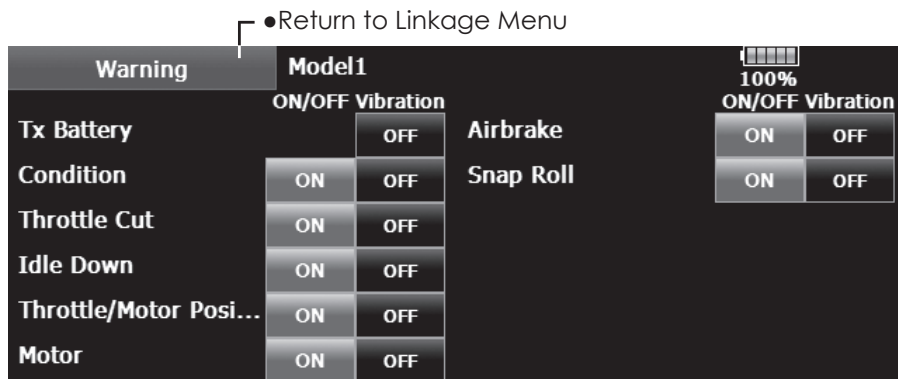 ●Return to Linkage Menu
Warning Model1 100%
ON/OFF Vibration ON/OFF Vibration
Tx Battery OFF Airbrake ON OFF
Condition ON OFF Snap Roll ON OFF
Throttle Cut ON OFF
Idle Down ON OFF
Throttle/Motor Posi... ON OFF
Motor ON OFF